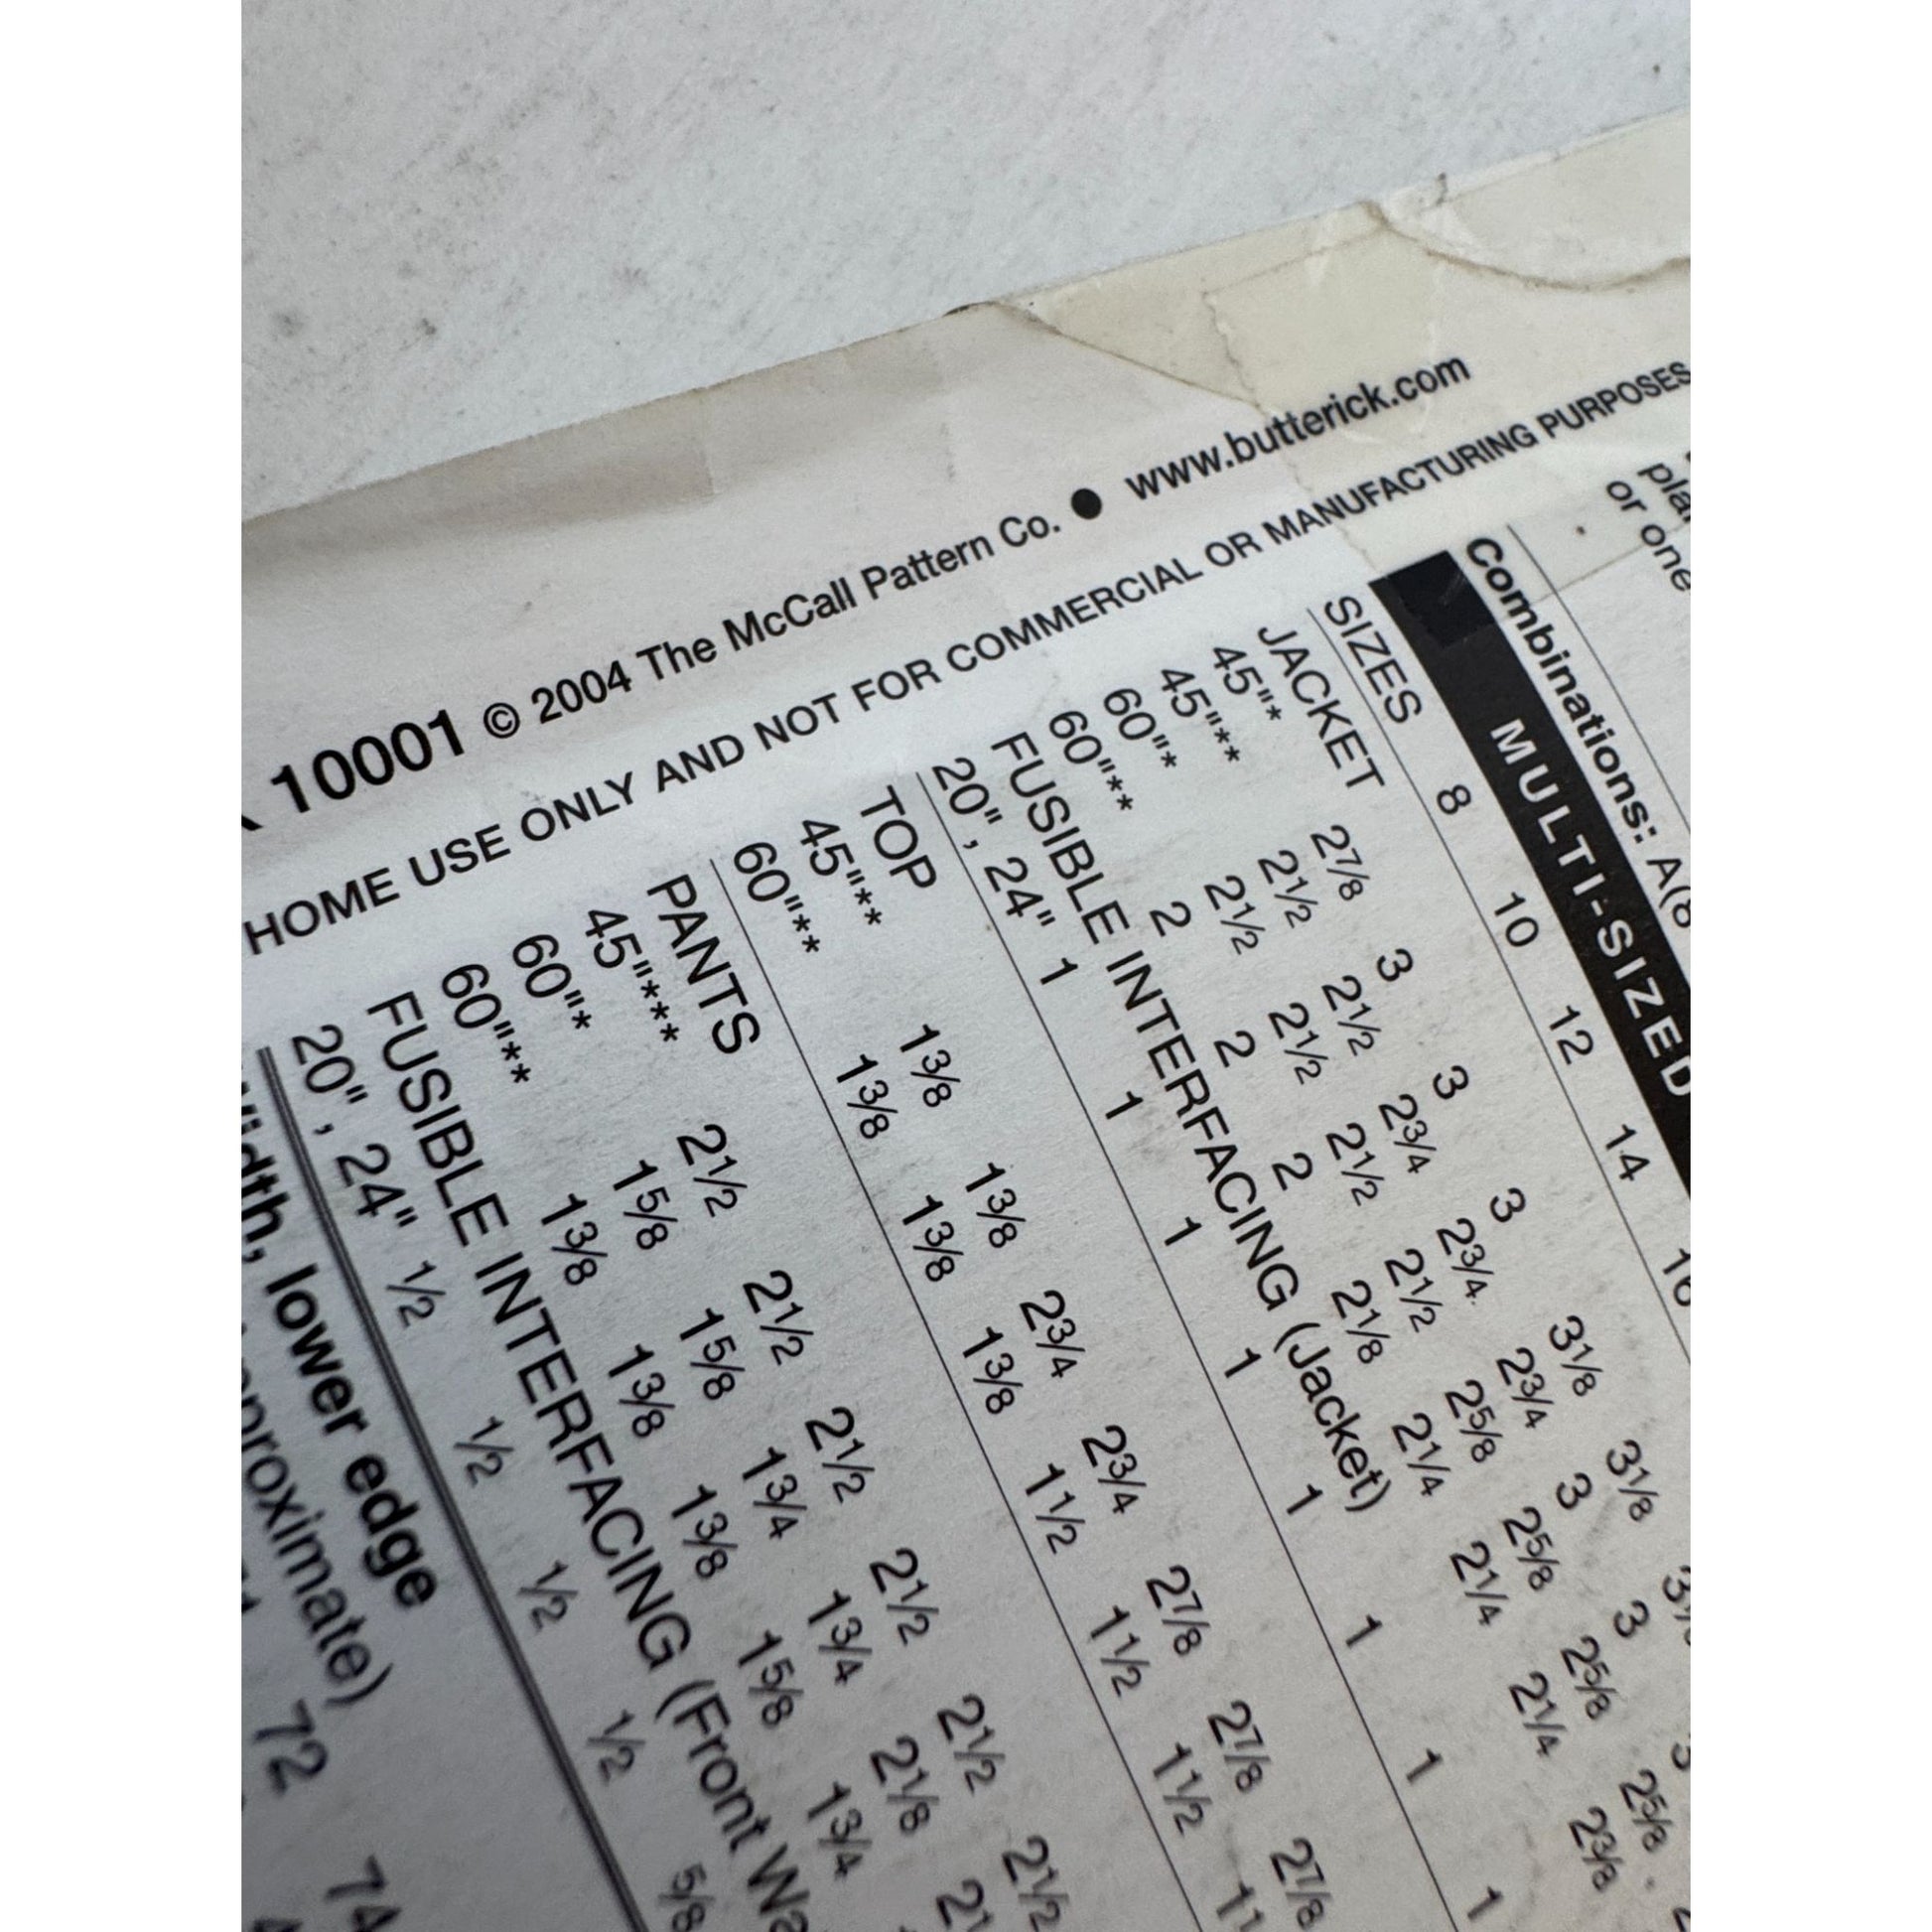 10001 © 2004 The McCall Pattern Co. ● www.butterick.com
HOME USE ONLY AND NOT FOR COMMERCIAL OR MANUFACTURING PURPOSES
or one
Combinations:
MULTI-SIZED
SIZES 8 10 12 14
JACKET
45"* 2⅞ 3 3 3 3⅛ 3⅛
45"** 2½ 2½ 2¾ 2¾ 2¾ 3 3
60"* 2½ 2½ 2½ 2½ 2⅝ 2⅝ 2⅝ 2⅝
60"** 2 2 2 2⅛ 2¼ 2¼ 2¼ 2⅜
FUSIBLE INTERFACING (Jacket)
20", 24" 1 1 1 1 1 1 1 1
TOP
45"** 1⅜ 1⅜ 2¾ 2¾ 2⅞ 2⅞ 2⅞
60"** 1⅜ 1⅜ 1⅜ 1½ 1½ 1½
PANTS
45"*** 2½ 2½ 2½ 2½ 2½ 2½
60"* 1⅝ 1⅝ 1¾ 1¾ 2⅛
60"** 1⅜ 1⅜ 1⅜ 1⅝ 1¾
FUSIBLE INTERFACING (Front
20", 24" ½ ½ ½ ½ ⅝
lower edge
72 74